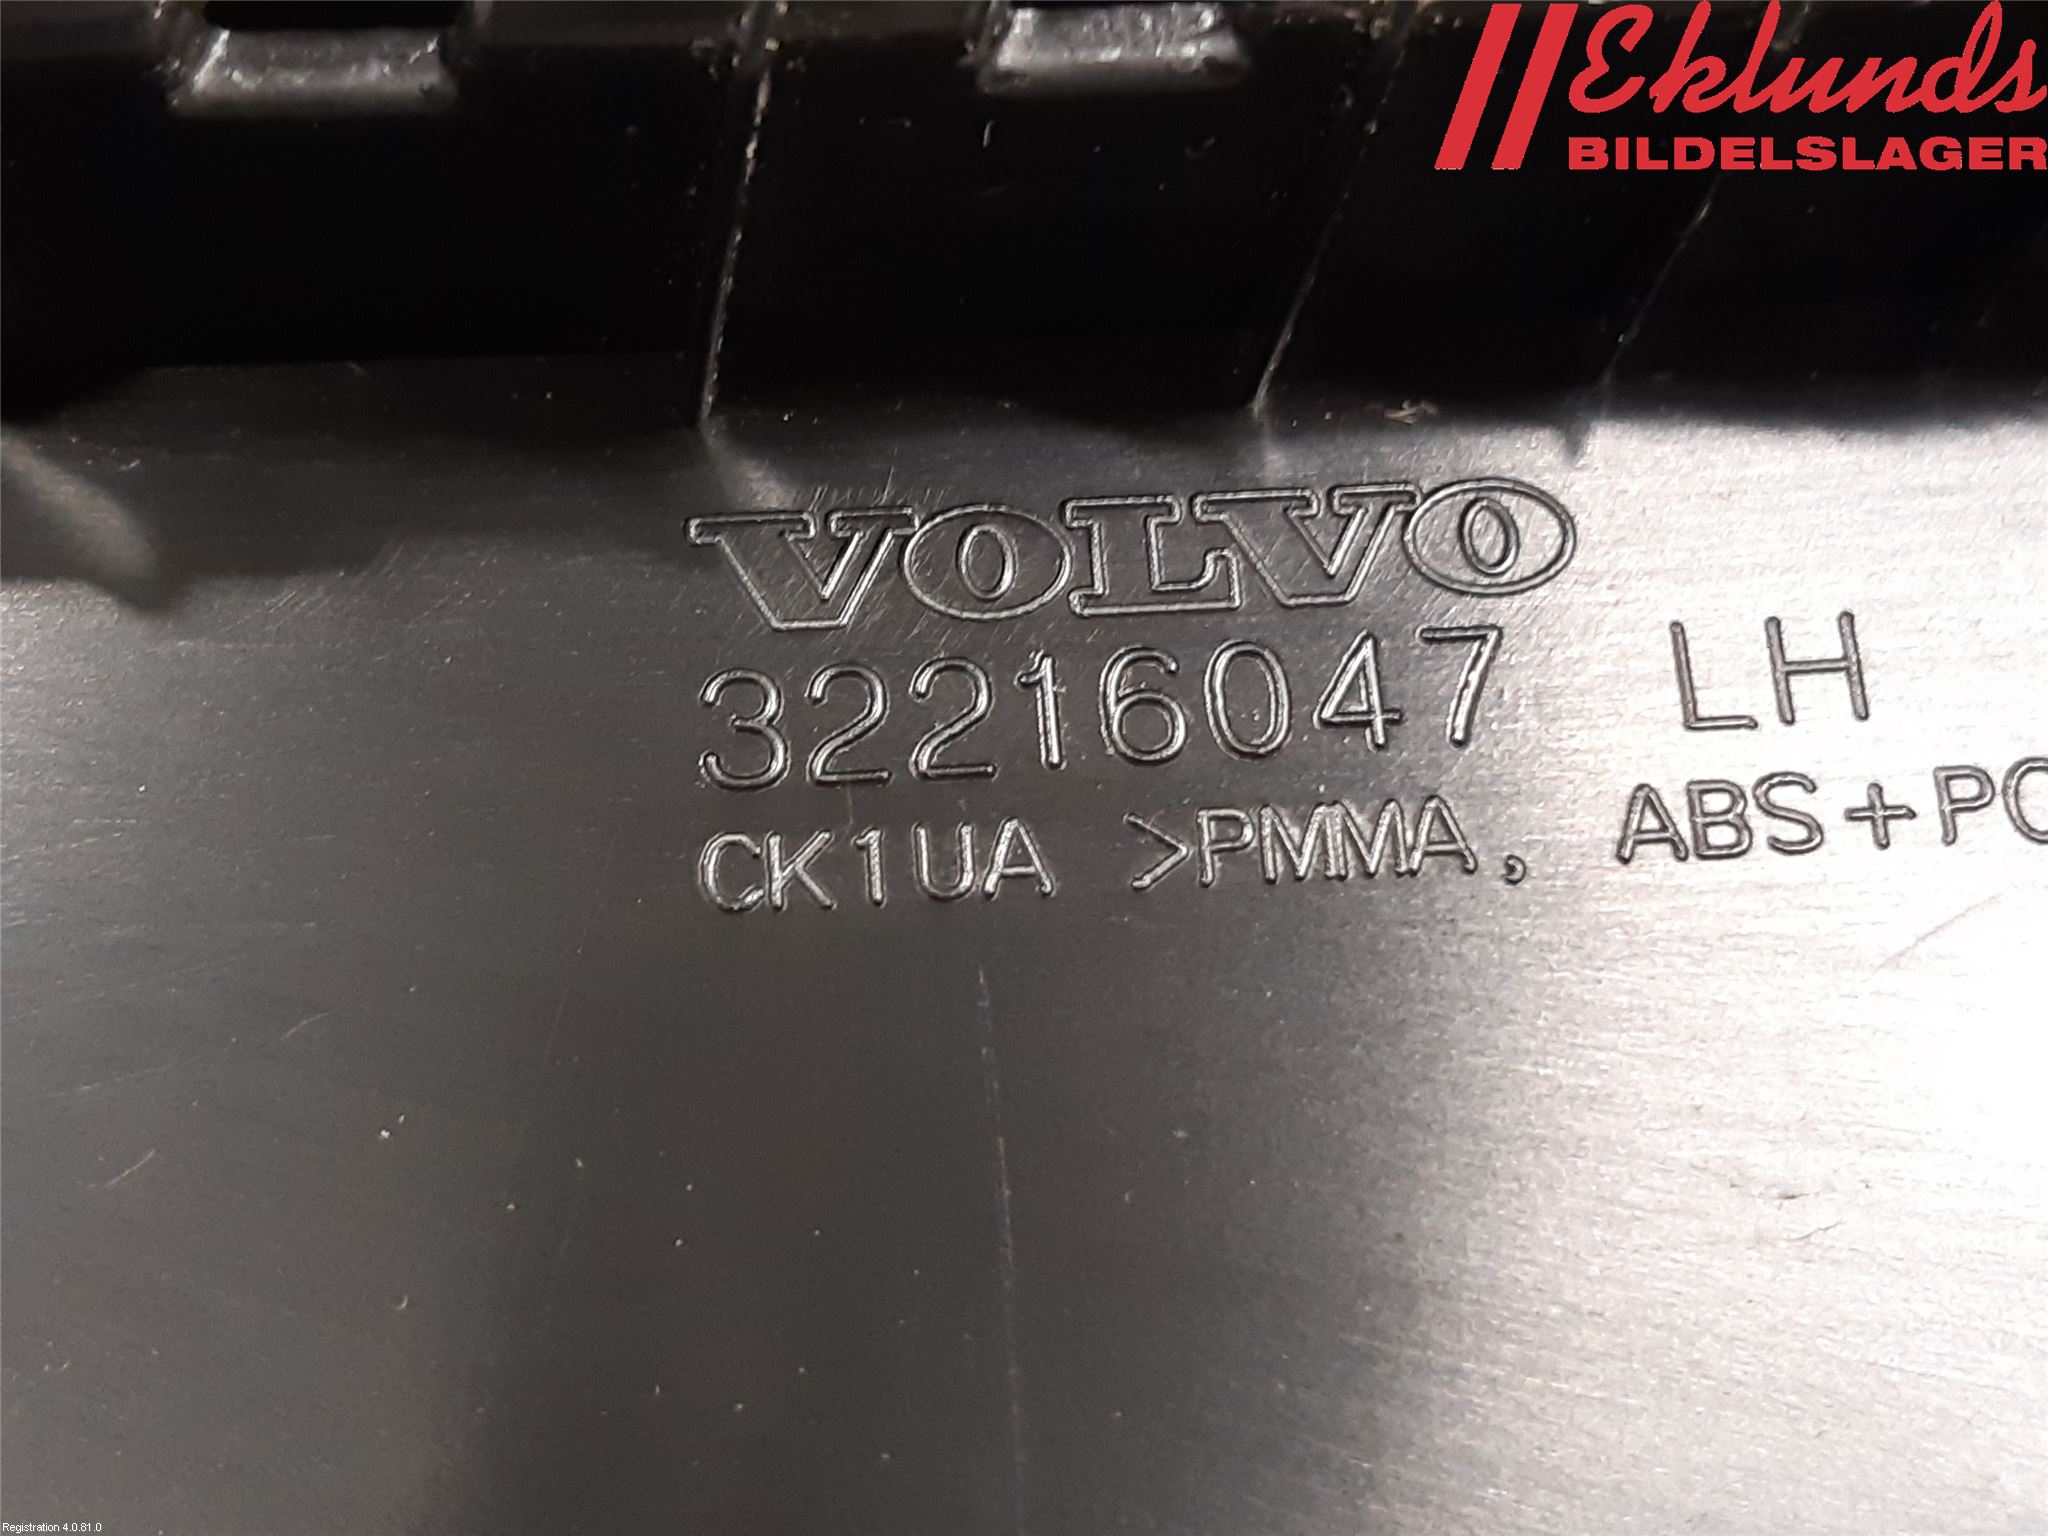 Eklunds
BILDELSLAGER
VOLVO
32216047 LH
CK1UA >PMMA, ABS+PC
Registration 4.0.81.0